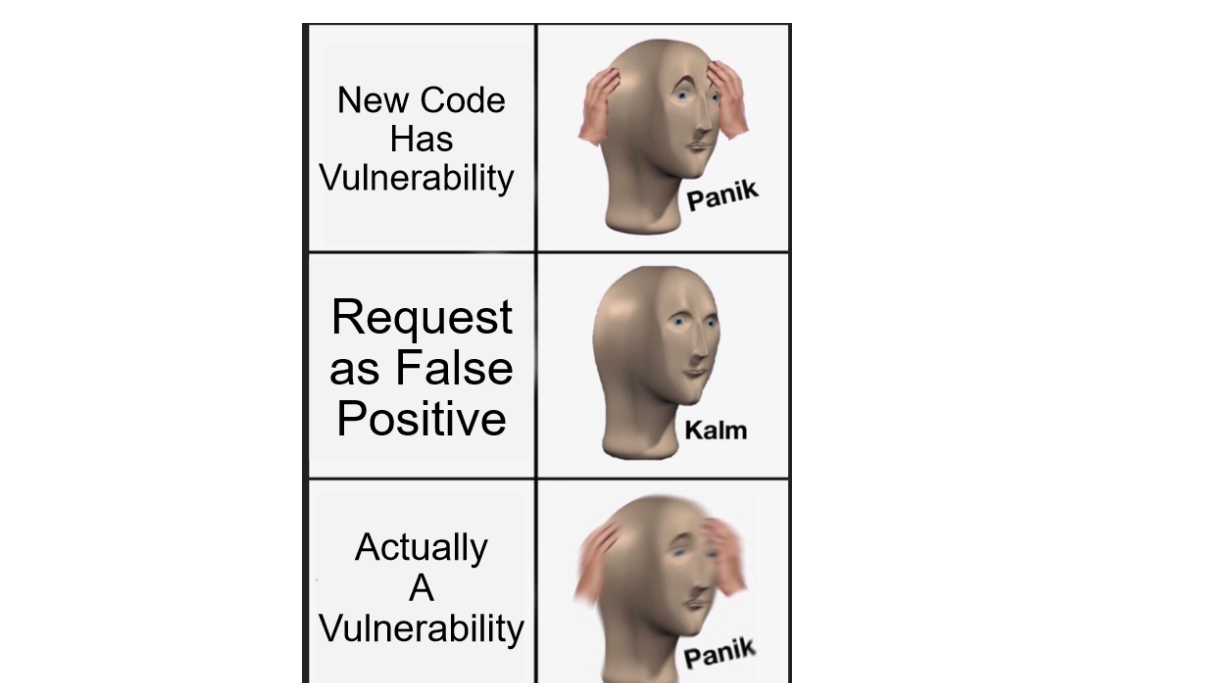 New Code
Has
Vulnerability
Panik
Request
as False
Positive
Kalm
Actually
A
Vulnerability
Panik